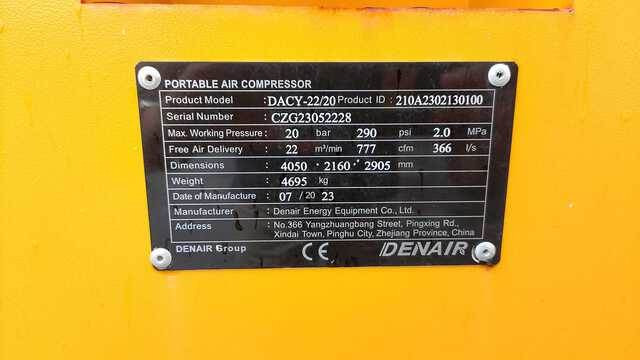 PORTABLE AIR COMPRESSOR
Product Model : DACY-22/20 Product ID : 210A2302130100
Serial Number : CZG23052228
Max. Working Pressure : 20 bar 290 psi 2.0 MPa
Free Air Delivery : 22 m³/min 777 cfm 366 l/s
Dimensions : 4050 · 2160 · 2905 mm
Weight : 4695 kg
Date of Manufacture : 07 / 20 23
Manufacturer : Denair Energy Equipment Co., Ltd.
Address : No.366 Yangzhuangbang Street, Pingxing Rd.,
Xindai Town, Pinghu City, Zhejiang Province, China
DENAIR Group CE DENAIR